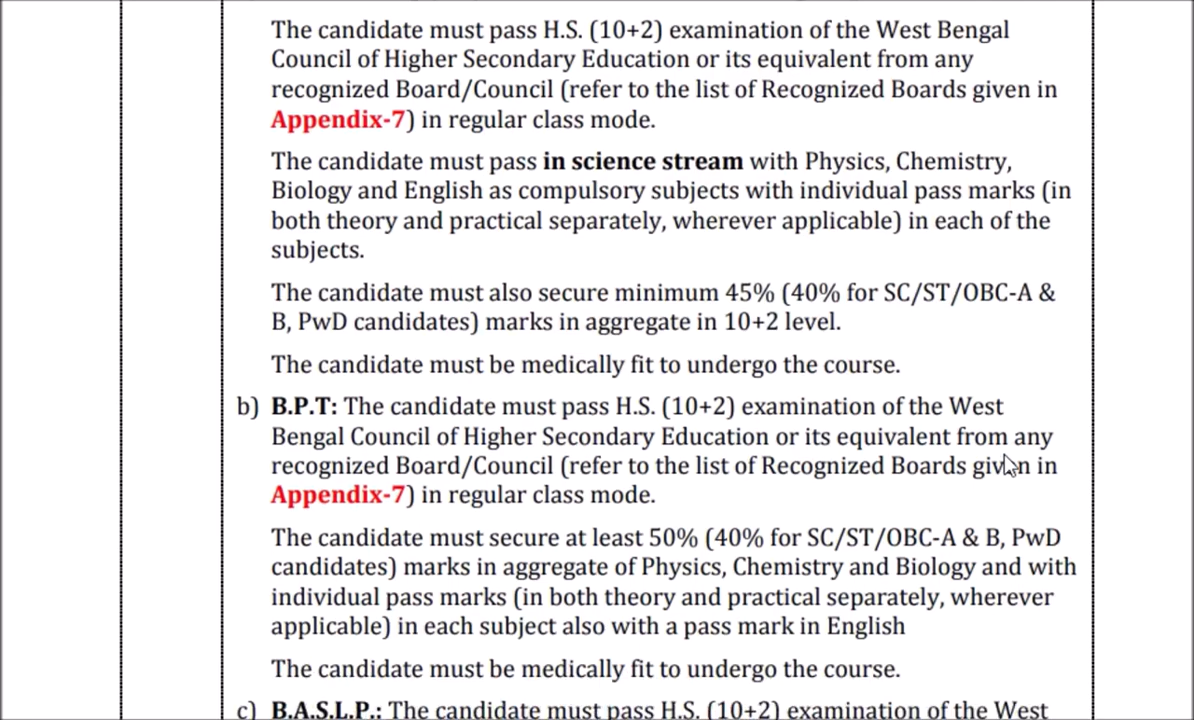 The candidate must pass H.S. (10+2) examination of the West Bengal
Council of Higher Secondary Education or its equivalent from any
recognized Board/Council (refer to the list of Recognized Boards given in
Appendix-7) in regular class mode.
The candidate must pass in science stream with Physics, Chemistry,
Biology and English as compulsory subjects with individual pass marks (in
both theory and practical separately, wherever applicable) in each of the
subjects.
The candidate must also secure minimum 45% (40% for SC/ST/OBC-A &
B, PwD candidates) marks in aggregate in 10+2 level.
The candidate must be medically fit to undergo the course.
b) B.P.T: The candidate must pass H.S. (10+2) examination of the West
Bengal Council of Higher Secondary Education or its equivalent from any
recognized Board/Council (refer to the list of Recognized Boards given in
Appendix-7) in regular class mode.
The candidate must secure at least 50% (40% for SC/ST/OBC-A & B, PwD
candidates) marks in aggregate of Physics, Chemistry and Biology and with
individual pass marks (in both theory and practical separately, wherever
applicable) in each subject also with a pass mark in English
The candidate must be medically fit to undergo the course.
c) B.A.S.L.P.: The candidate must pass H.S. (10+2) examination of the West